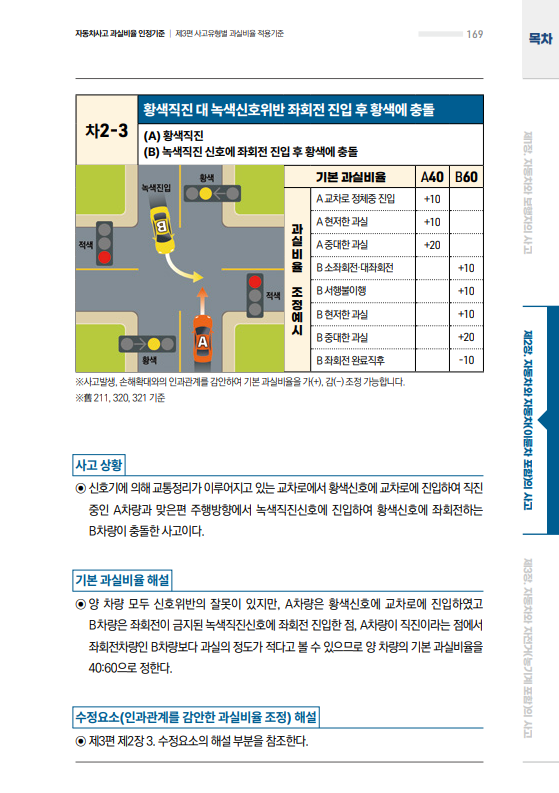 자동차사고 과실비율 인정기준 | 제3편 사고유형별 과실비율 적용기준
169
목차
차2-3
황색직진 대 녹색신호위반 좌회전 진입 후 황색에 충돌
(A) 황색직진
(B) 녹색직진 신호에 좌회전 진입 후 황색에 충돌
녹색진입
황색
적색
B
적색
A
황색
과실비율 조정예시
기본 과실비율 A40 B60
A 교차로 정체중 진입 +10
A 현저한 과실 +10
A 중대한 과실 +20
B 소좌회전·대좌회전 +10
B 서행불이행 +10
B 현저한 과실 +10
B 중대한 과실 +20
B 좌회전 완료직후 -10
※사고발생, 손해확대와의 인과관계를 감안하여 기본 과실비율을 가(+), 감(-) 조정 가능합니다.
※舊 211, 320, 321 기준
사고 상황
◉ 신호기에 의해 교통정리가 이루어지고 있는 교차로에서 황색신호에 교차로에 진입하여 직진
중인 A차량과 맞은편 주행방향에서 녹색직진신호에 진입하여 황색신호에 좌회전하는
B차량이 충돌한 사고이다.
기본 과실비율 해설
◉ 양 차량 모두 신호위반의 잘못이 있지만, A차량은 황색신호에 교차로에 진입하였고
B차량은 좌회전이 금지된 녹색직진신호에 좌회전 진입한 점, A차량이 직진이라는 점에서
좌회전차량인 B차량보다 과실의 정도가 적다고 볼 수 있으므로 양 차량의 기본 과실비율을
40:60으로 정한다.
수정요소(인과관계를 감안한 과실비율 조정) 해설
◉ 제3편 제2장 3. 수정요소의 해설 부분을 참조한다.
제1장. 자동차와 보행자의 사고
제2장. 자동차와 자동차(이륜차 포함)의 사고
제3장. 자동차와 자전거(농기계 포함)의 사고